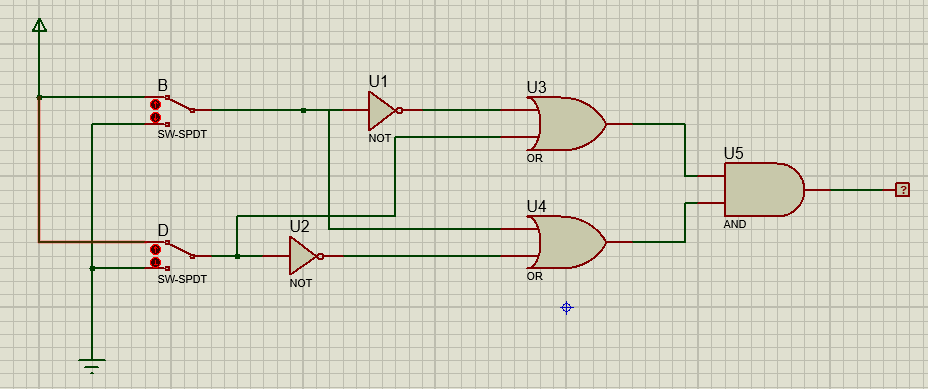 B
SW-SPDT
U1
NOT
U3
OR
U5
AND
?
D
SW-SPDT
U2
NOT
U4
OR